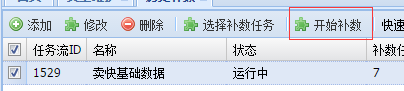 添加 修改 删除 选择补数任务 开始补数 快速
任务流ID 名称 状态 补数任
1529 卖快基础数据 运行中 7